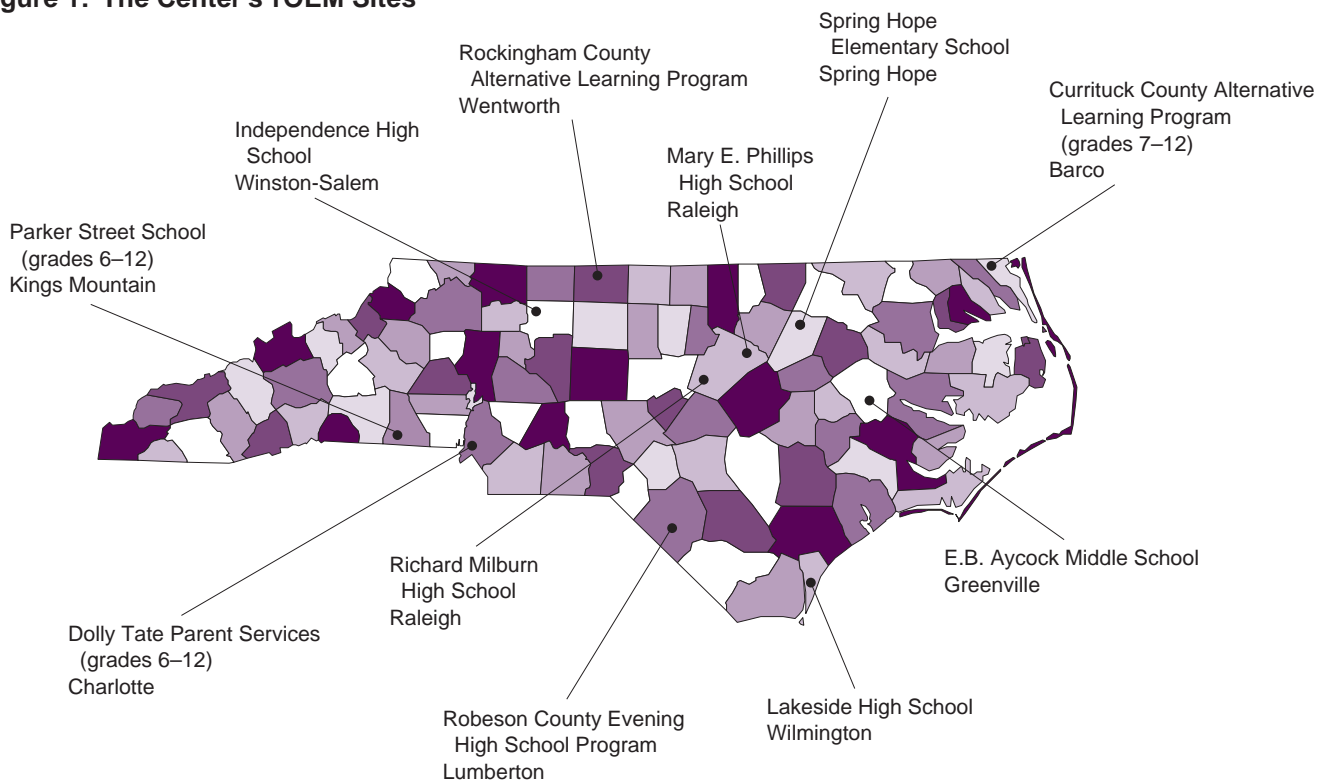 Figure 1. The Center's TOEM Sites
Spring Hope
Elementary School
Spring Hope
Rockingham County
Alternative Learning Program
Wentworth
Currituck County Alternative
Learning Program
(grades 7–12)
Barco
Independence High
School
Winston-Salem
Mary E. Phillips
High School
Raleigh
Parker Street School
(grades 6–12)
Kings Mountain
Richard Milburn
High School
Raleigh
E.B. Aycock Middle School
Greenville
Dolly Tate Parent Services
(grades 6–12)
Charlotte
Robeson County Evening
High School Program
Lumberton
Lakeside High School
Wilmington